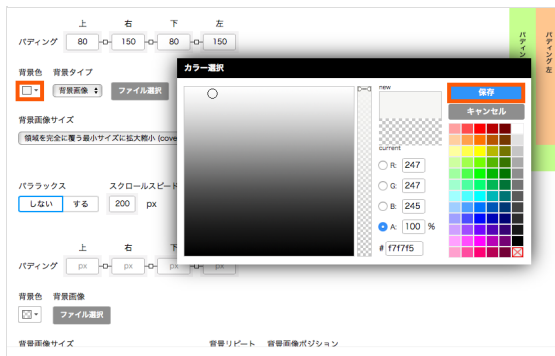 上 右 下 左
パディング 80 150 80 150
背景色 背景タイプ
背景画像 ファイル選択
背景画像サイズ
領域を完全に覆う最小サイズに拡大縮小 (cove
パララックス スクロールスピード
しない する 200 px
上 右 下
パディング px px px px
背景色 背景画像
ファイル選択
背景画像サイズ 背景リピート 背景画像ポジション
カラー選択
new
current
R: 247
G: 247
B: 245
A: 100 %
# f7f7f5
保存
キャンセル
パディン
パディング左